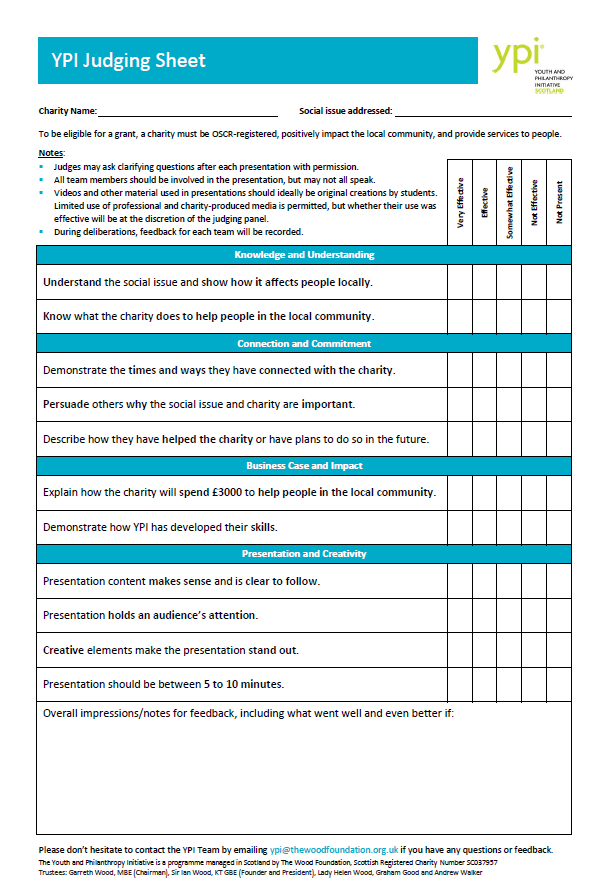 YPI Judging Sheet
ypi
YOUTH AND
PHILANTHROPY
INITIATIVE
SCOTLAND
Charity Name: Social issue addressed:
To be eligible for a grant, a charity must be OSCR-registered, positively impact the local community, and provide services to people.
Notes:
Judges may ask clarifying questions after each presentation with permission.
All team members should be involved in the presentation, but may not all speak.
Videos and other material used in presentations should ideally be original creations by students.
Limited use of professional and charity-produced media is permitted, but whether their use was
effective will be at the discretion of the judging panel.
During deliberations, feedback for each team will be recorded.
Very Effective
Effective
Somewhat Effective
Not Effective
Not Present
Knowledge and Understanding
Understand the social issue and show how it affects people locally.
Know what the charity does to help people in the local community.
Connection and Commitment
Demonstrate the times and ways they have connected with the charity.
Persuade others why the social issue and charity are important.
Describe how they have helped the charity or have plans to do so in the future.
Business Case and Impact
Explain how the charity will spend £3000 to help people in the local community.
Demonstrate how YPI has developed their skills.
Presentation and Creativity
Presentation content makes sense and is clear to follow.
Presentation holds an audience's attention.
Creative elements make the presentation stand out.
Presentation should be between 5 to 10 minutes.
Overall impressions/notes for feedback, including what went well and even better if:
Please don't hesitate to contact the YPI Team by emailing ypi@thewoodfoundation.org.uk if you have any questions or feedback.
The Youth and Philanthropy Initiative is a programme managed in Scotland by The Wood Foundation, Scottish Registered Charity Number SC037957
Trustees: Garreth Wood, MBE (Chairman), Sir Ian Wood, KT GBE (Founder and President), Lady Helen Wood, Graham Good and Andrew Walker